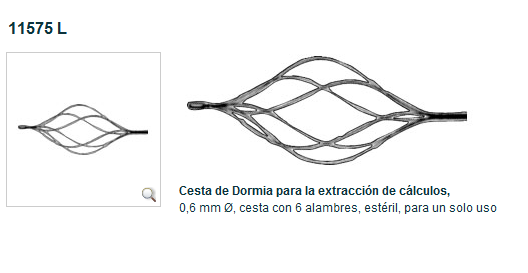 11575 L
Cesta de Dormia para la extracción de cálculos,
0,6 mm Ø, cesta con 6 alambres, estéril, para un solo uso